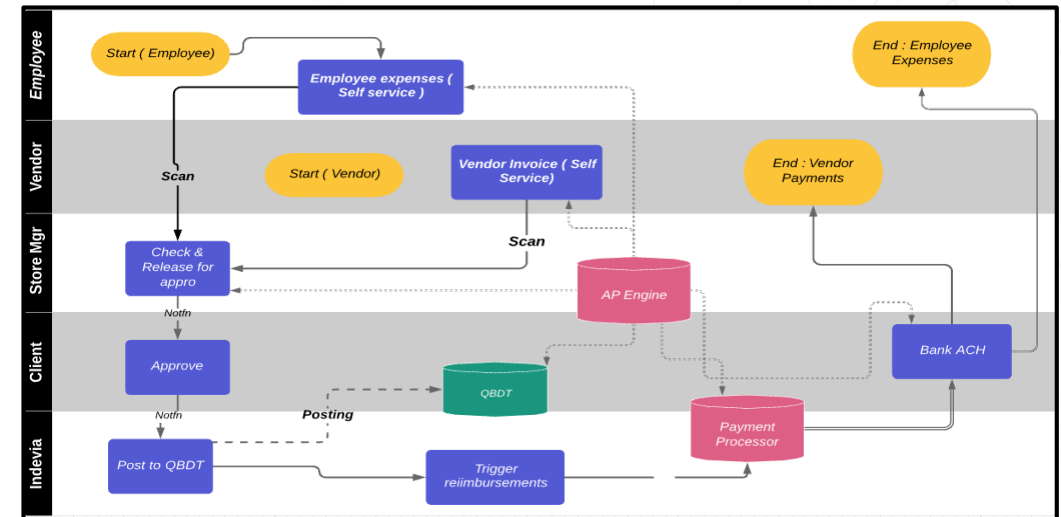 Employee
Start ( Employee)
Employee expenses (
Self service )
End : Employee
Expenses
Vendor
Scan
Start ( Vendor)
Vendor Invoice ( Self
Service)
End : Vendor
Payments
Store Mgr
Check &
Release for
appro
Scan
AP Engine
Notfn
Client
Approve
QBDT
Bank ACH
Notfn
Posting
Indevia
Post to QBDT
Trigger
reiimbursements
Payment
Processor